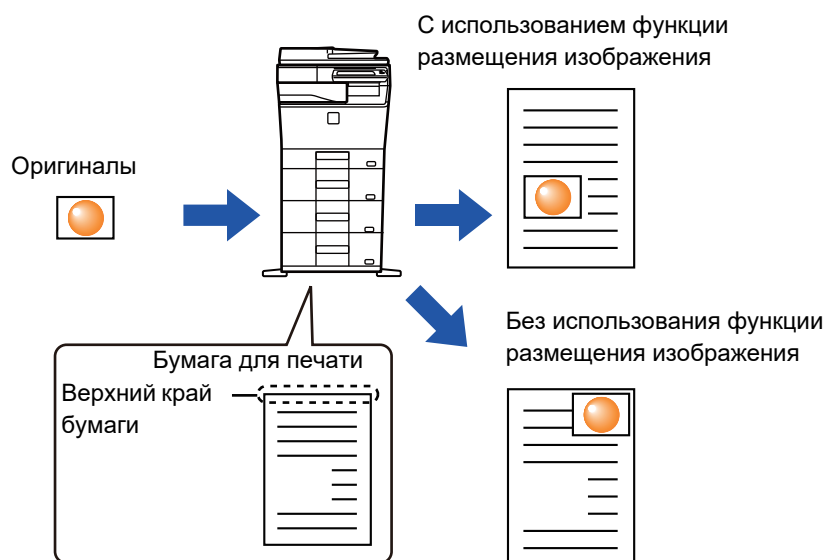 С использованием функции
размещения изображения
Оригиналы
Без использования функции
размещения изображения
Бумага для печати
Верхний край
бумаги